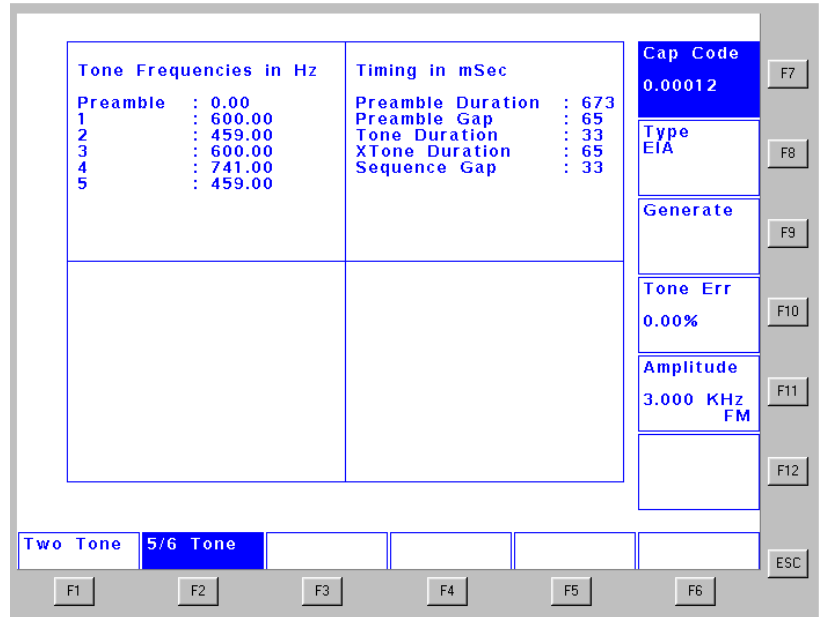 Tone Frequencies in Hz
Preamble : 0.00
1 : 600.00
2 : 459.00
3 : 600.00
4 : 741.00
5 : 459.00
Timing in mSec
Preamble Duration : 673
Preamble Gap : 65
Tone Duration : 33
XTone Duration : 65
Sequence Gap : 33
Cap Code
0.00012
Type
EIA
Generate
Tone Err
0.00%
Amplitude
3.000 KHz
FM
F7
F8
F9
F10
F11
F12
ESC
Two Tone
5/6 Tone
F1
F2
F3
F4
F5
F6